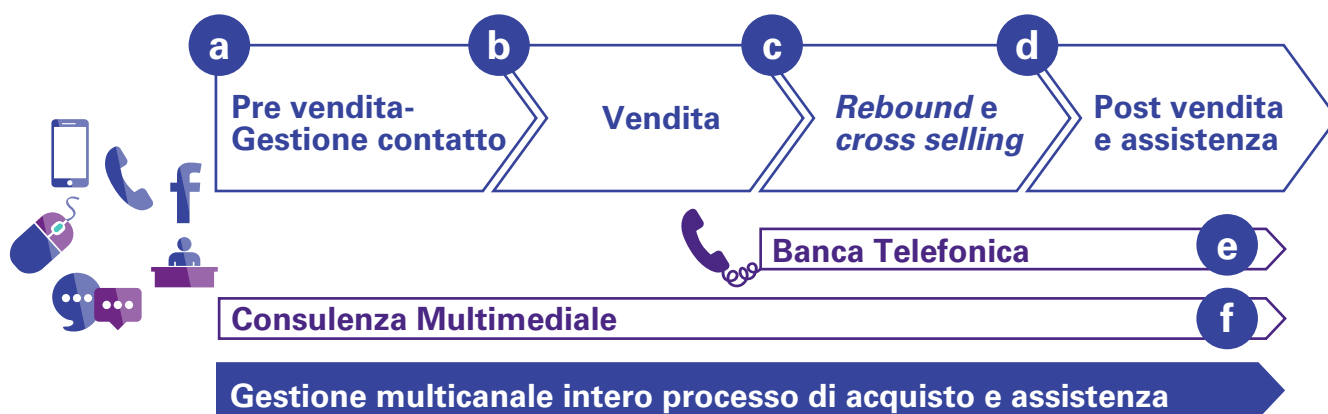 a
b
c
d
Pre vendita-
Gestione contatto
Vendita
Rebound e
cross selling
Post vendita
e assistenza
f
Banca Telefonica
e
Consulenza Multimediale
f
Gestione multicanale intero processo di acquisto e assistenza